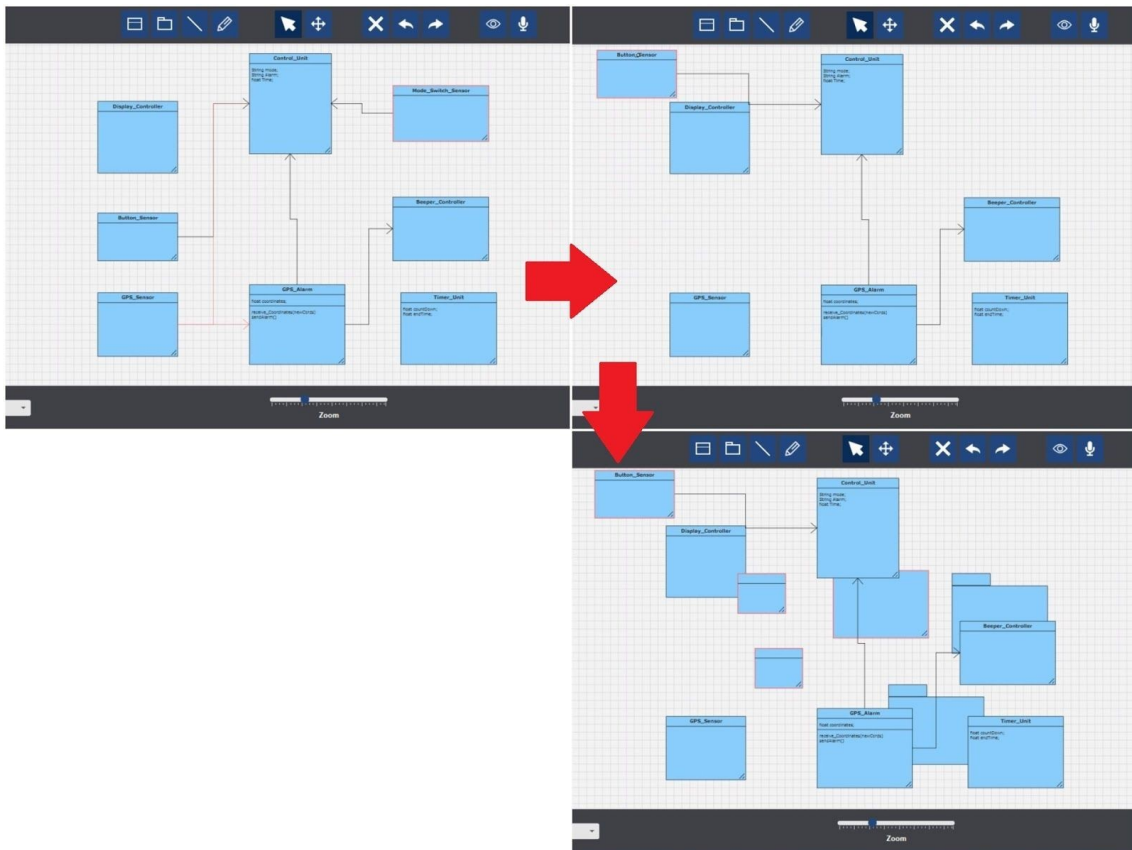 Control_Unit
String mode;
String Alarm;
float Time;
Mode_Switch_Sensor
Display_Controller
Beeper_Controller
Button_Sensor
GPS_Alarm
float coordinates;
receive_Coordinates(newCords)
sendAlarm()
GPS_Sensor
Timer_Unit
float countDown;
float endTime;
Zoom
Button_Sensor
Control_Unit
String mode;
String Alarm;
float Time;
Display_Controller
Beeper_Controller
GPS_Alarm
float coordinates;
receive_Coordinates(newCords)
sendAlarm()
GPS_Sensor
Timer_Unit
float countDown;
float endTime;
Zoom
Button_Sensor
Control_Unit
String mode;
String Alarm;
float Time;
Display_Controller
Beeper_Controller
GPS_Alarm
float coordinates;
receive_Coordinates(newCords)
sendAlarm()
GPS_Sensor
Timer_Unit
float countDown;
float endTime;
Zoom